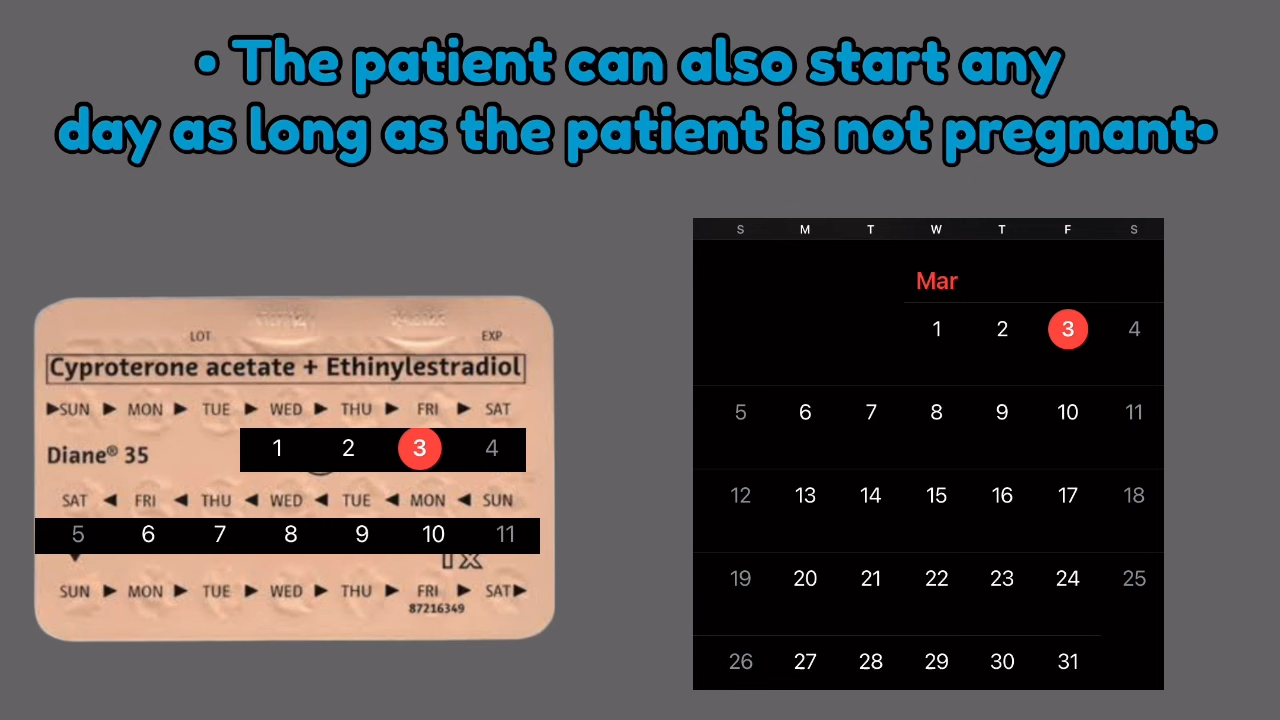 • The patient can also start any
day as long as the patient is not pregnant•
LOT EXP
Cyproterone acetate + Ethinylestradiol
▶SUN ▶ MON ▶ TUE ▶ WED ▶ THU ▶ FRI ▶ SAT
1 2 3 4
Diane® 35
SAT ◀ FRI ◀ THU ◀ WED ◀ TUE ◀ MON ◀ SUN
5 6 7 8 9 10 11
SUN ▶ MON ▶ TUE ▶ WED ▶ THU ▶ FRI ▶ SAT▶
87216349
S M T W T F S
Mar
1 2 3 4
5 6 7 8 9 10 11
12 13 14 15 16 17 18
19 20 21 22 23 24 25
26 27 28 29 30 31